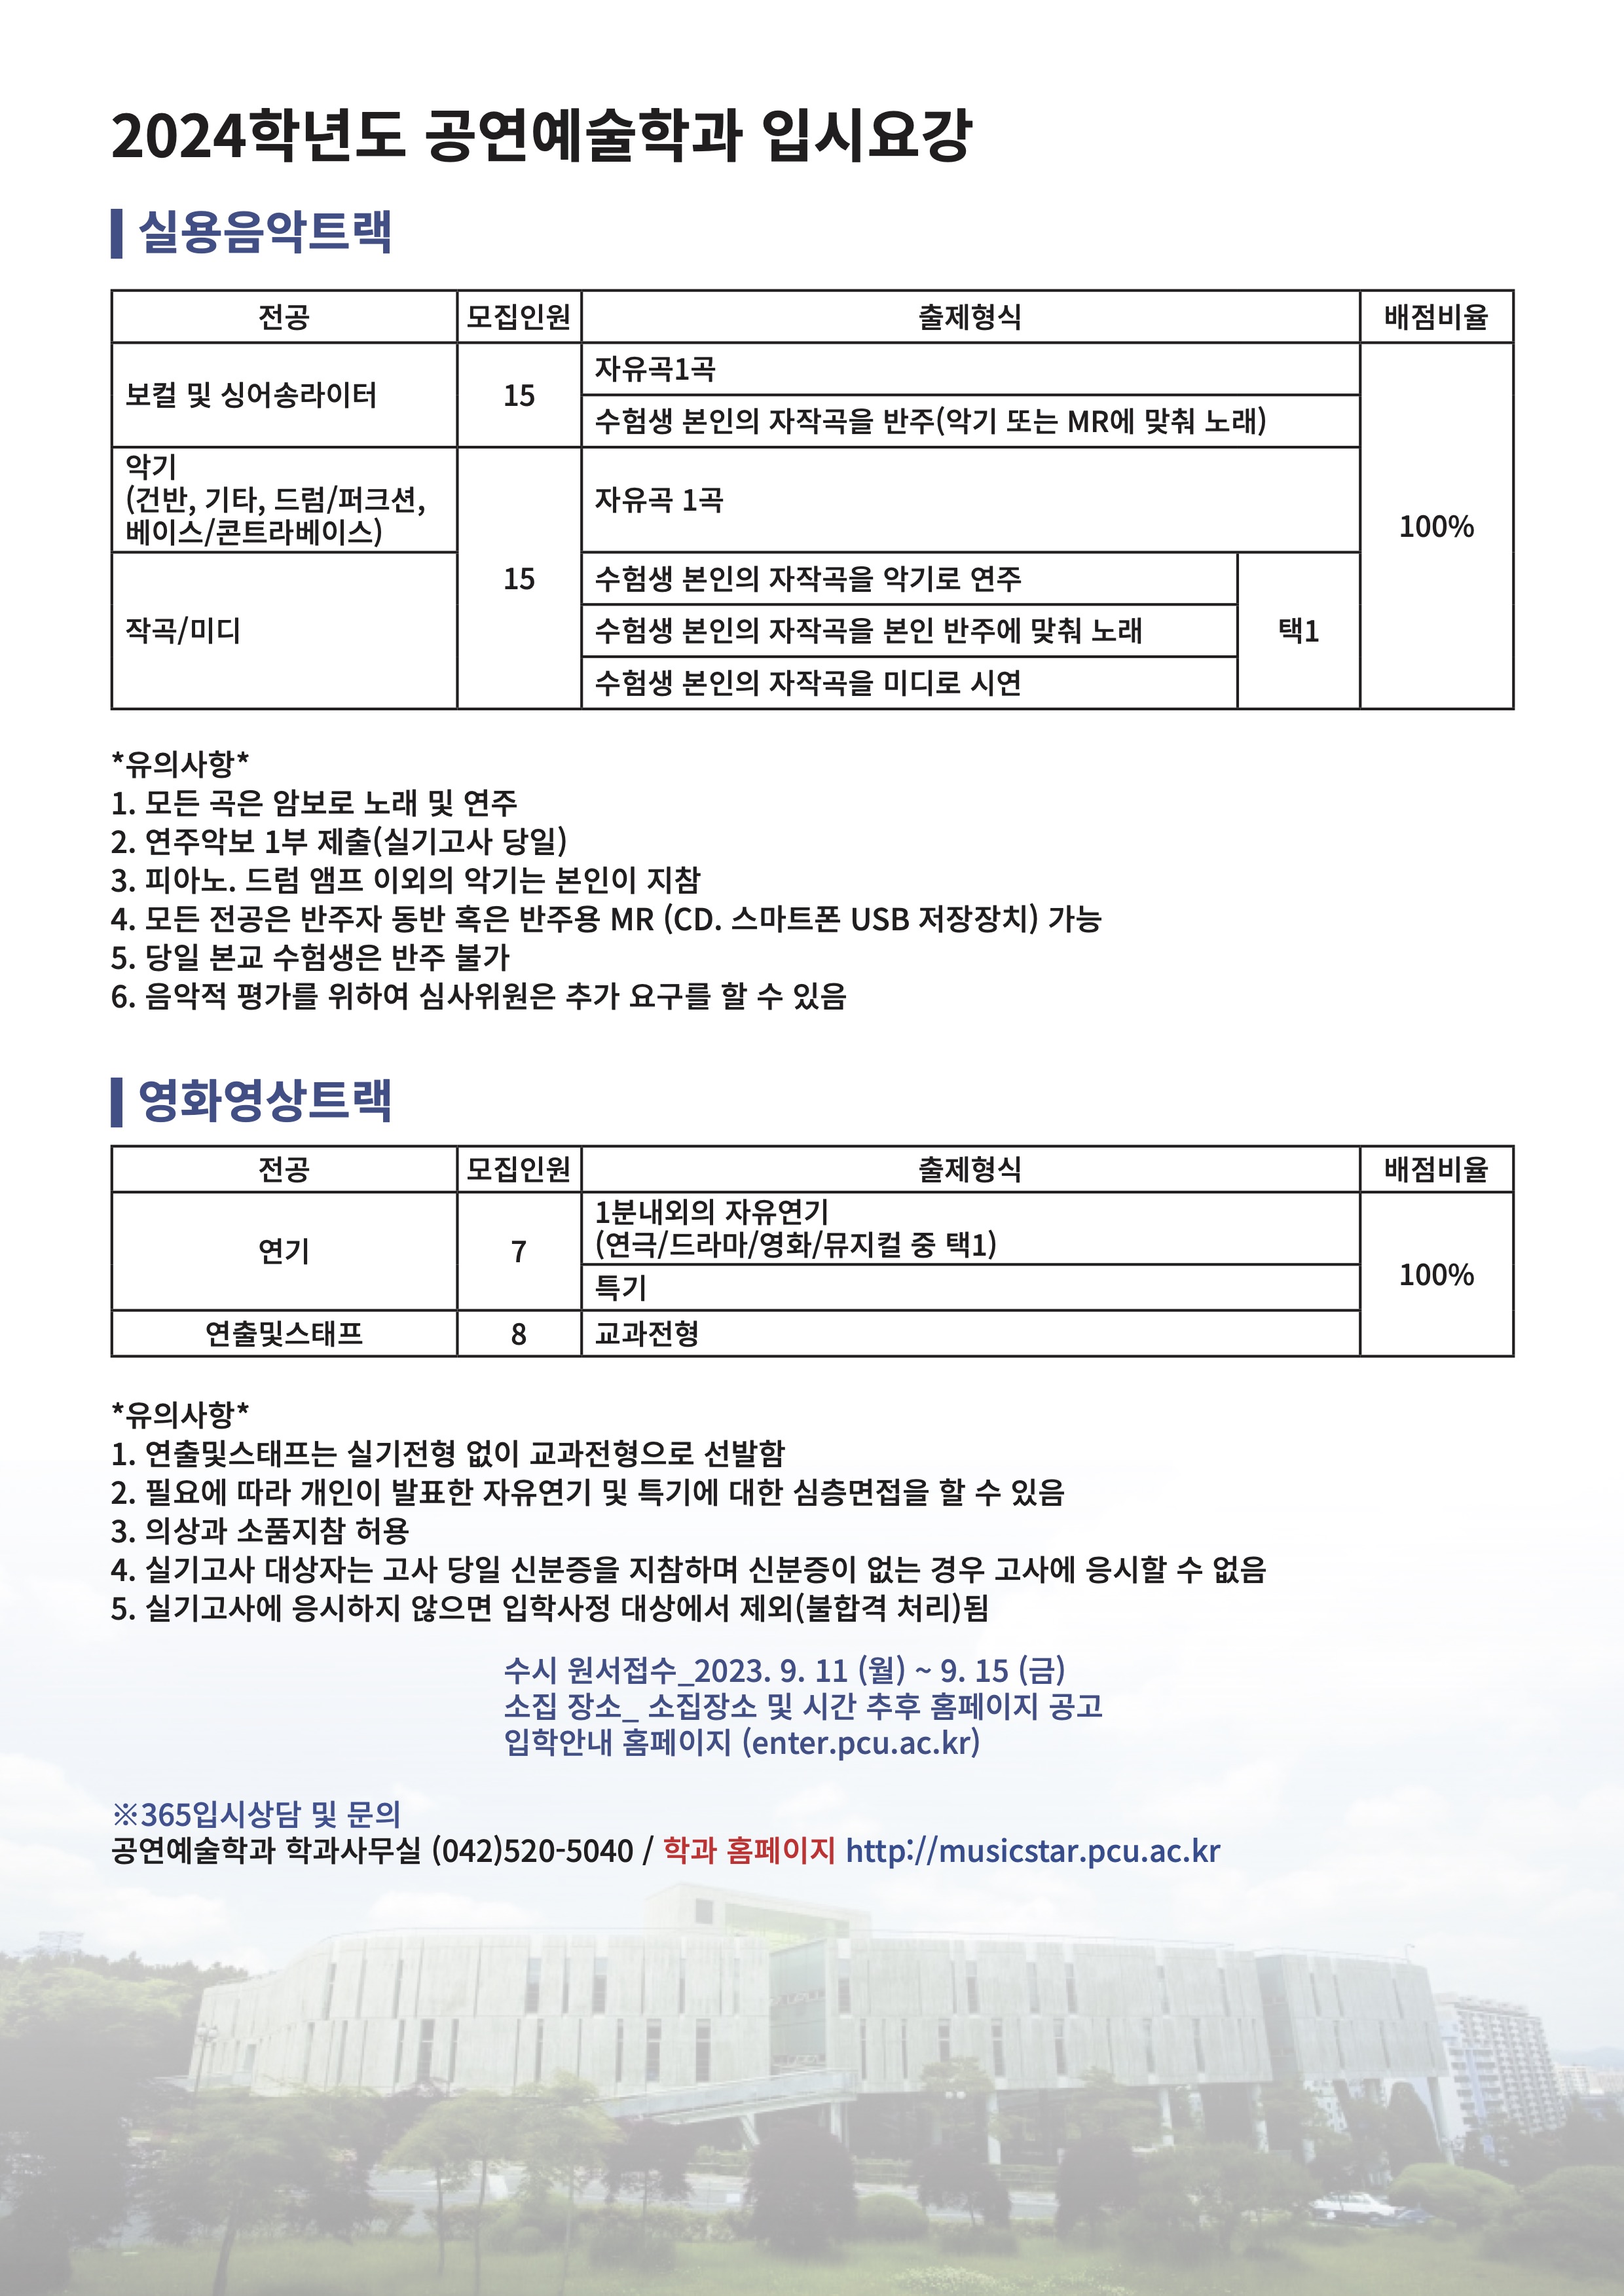 2024학년도 공연예술학과 입시요강
실용음악트랙
전공 모집인원 출제형식 배점비율
보컬 및 싱어송라이터 15 자유곡1곡
수험생 본인의 자작곡을 반주(악기 또는 MR에 맞춰 노래)
악기
(건반, 기타, 드럼/퍼크션,
베이스/콘트라베이스)
자유곡 1곡
100%
15
작곡/미디
수험생 본인의 자작곡을 악기로 연주
수험생 본인의 자작곡을 본인 반주에 맞춰 노래
수험생 본인의 자작곡을 미디로 시연
택1
*유의사항*
1. 모든 곡은 암보로 노래 및 연주
2. 연주악보 1부 제출(실기고사 당일)
3. 피아노. 드럼 앰프 이외의 악기는 본인이 지참
4. 모든 전공은 반주자 동반 혹은 반주용 MR (CD. 스마트폰 USB 저장장치) 가능
5. 당일 본교 수험생은 반주 불가
6. 음악적 평가를 위하여 심사위원은 추가 요구를 할 수 있음
영화영상트랙
전공 모집인원 출제형식 배점비율
연기 7
1분내외의 자유연기
(연극/드라마/영화/뮤지컬 중 택1)
특기
100%
연출및스태프 8 교과전형
*유의사항*
1. 연출및스태프는 실기전형 없이 교과전형으로 선발함
2. 필요에 따라 개인이 발표한 자유연기 및 특기에 대한 심층면접을 할 수 있음
3. 의상과 소품지참 허용
4. 실기고사 대상자는 고사 당일 신분증을 지참하며 신분증이 없는 경우 고사에 응시할 수 없음
5. 실기고사에 응시하지 않으면 입학사정 대상에서 제외(불합격 처리)됨
수시 원서접수_2023. 9. 11 (월) ~ 9. 15 (금)
소집 장소_ 소집장소 및 시간 추후 홈페이지 공고
입학안내 홈페이지 (enter.pcu.ac.kr)
※365입시상담 및 문의
공연예술학과 학과사무실 (042)520-5040 / 학과 홈페이지 http://musicstar.pcu.ac.kr